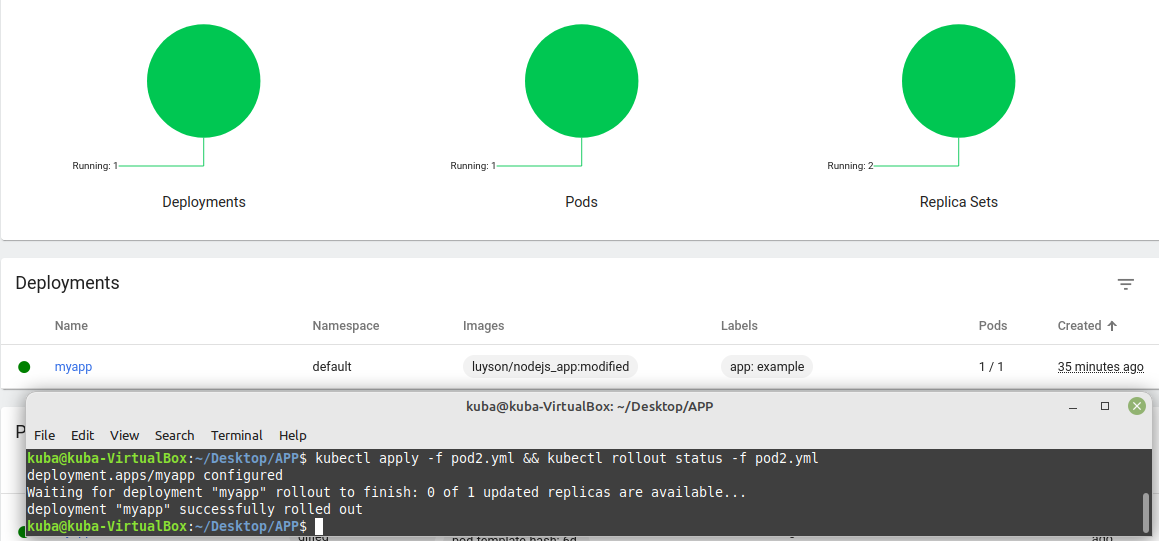 Running: 1
Running: 1
Running: 2
Deployments
Pods
Replica Sets
Deployments
Name Namespace Images Labels Pods Created
myapp default luyson/nodejs_app:modified app: example 1 / 1 35 minutes ago
kuba@kuba-VirtualBox: ~/Desktop/APP
File Edit View Search Terminal Help
kuba@kuba-VirtualBox:~/Desktop/APP$ kubectl apply -f pod2.yml && kubectl rollout status -f pod2.yml
deployment.apps/myapp configured
Waiting for deployment "myapp" rollout to finish: 0 of 1 updated replicas are available...
deployment "myapp" successfully rolled out
kuba@kuba-VirtualBox:~/Desktop/APP$